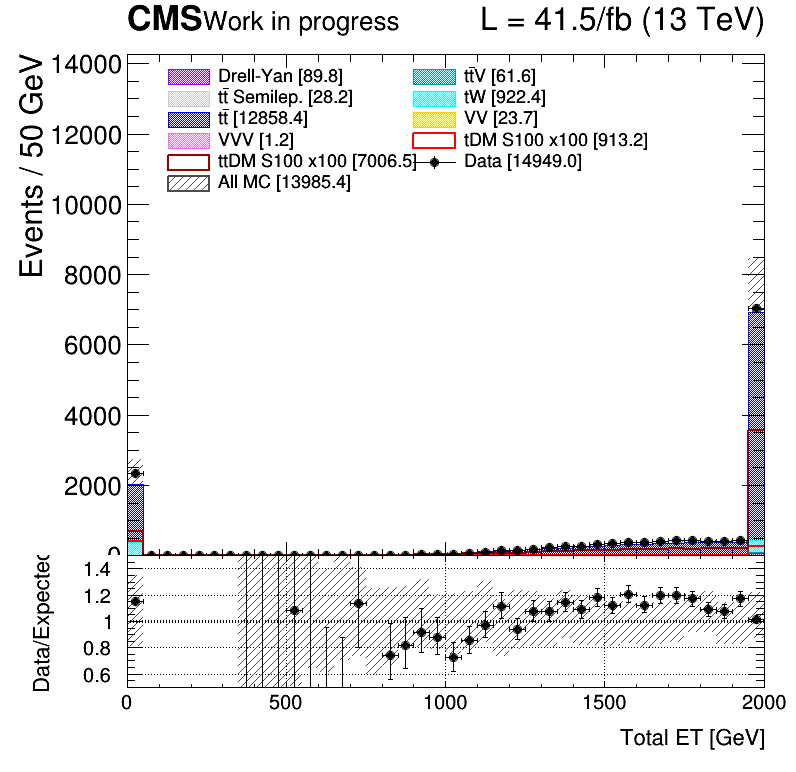 CMS Work in progress L = 41.5/fb (13 TeV)
Events / 50 GeV
14000
12000
10000
8000
6000
4000
2000
0
Drell-Yan [89.8] tt̄V [61.6]
tt̄ Semilep. [28.2] tW [922.4]
tt̄ [12858.4] VV [23.7]
VVV [1.2] tDM S100 x100 [913.2]
ttDM S100 x100 [7006.5] Data [14949.0]
All MC [13985.4]
Data/Expected
1.4
1.2
1
0.8
0.6
0 500 1000 1500 2000
Total ET [GeV]